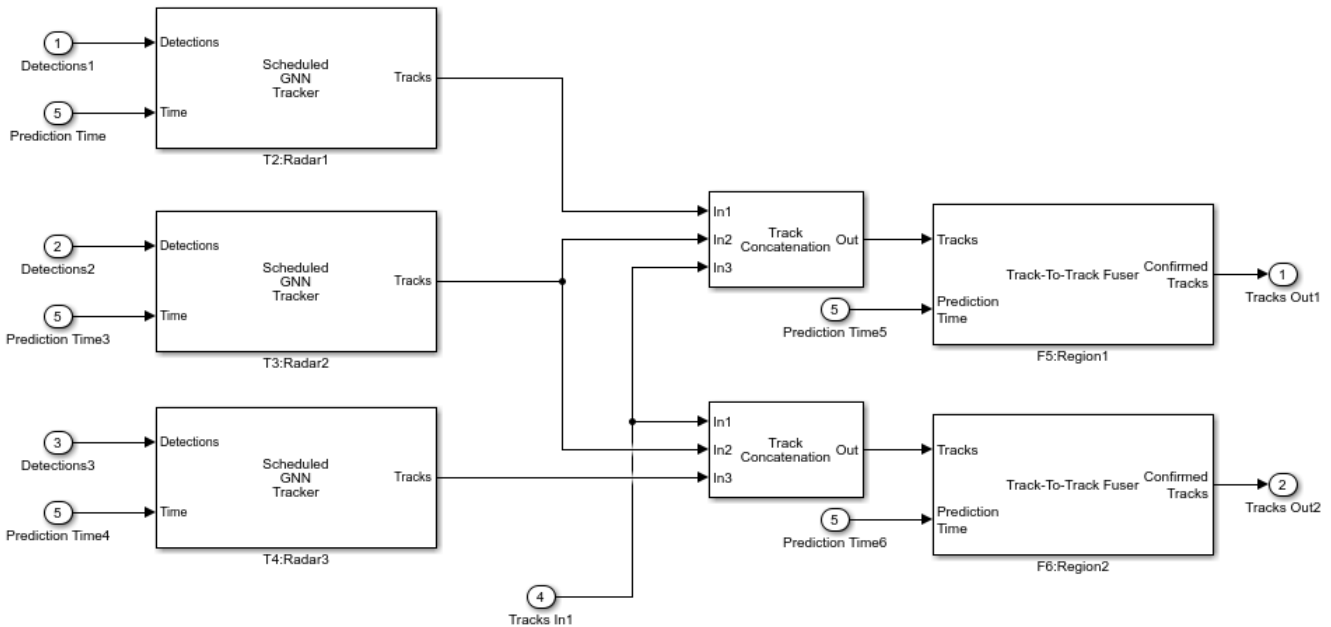 1
Detections1
5
Prediction Time
Detections
Time
Scheduled
GNN
Tracker
Tracks
T2:Radar1
2
Detections2
5
Prediction Time3
Detections
Time
Scheduled
GNN
Tracker
Tracks
T3:Radar2
3
Detections3
5
Prediction Time4
Detections
Time
Scheduled
GNN
Tracker
Tracks
T4:Radar3
4
Tracks In1
In1
In2
In3
Track
Concatenation
Out
5
Prediction Time5
Tracks
Prediction
Time
Track-To-Track Fuser
Confirmed
Tracks
F5:Region1
1
Tracks Out1
In1
In2
In3
Track
Concatenation
Out
5
Prediction Time6
Tracks
Prediction
Time
Track-To-Track Fuser
Confirmed
Tracks
F6:Region2
2
Tracks Out2